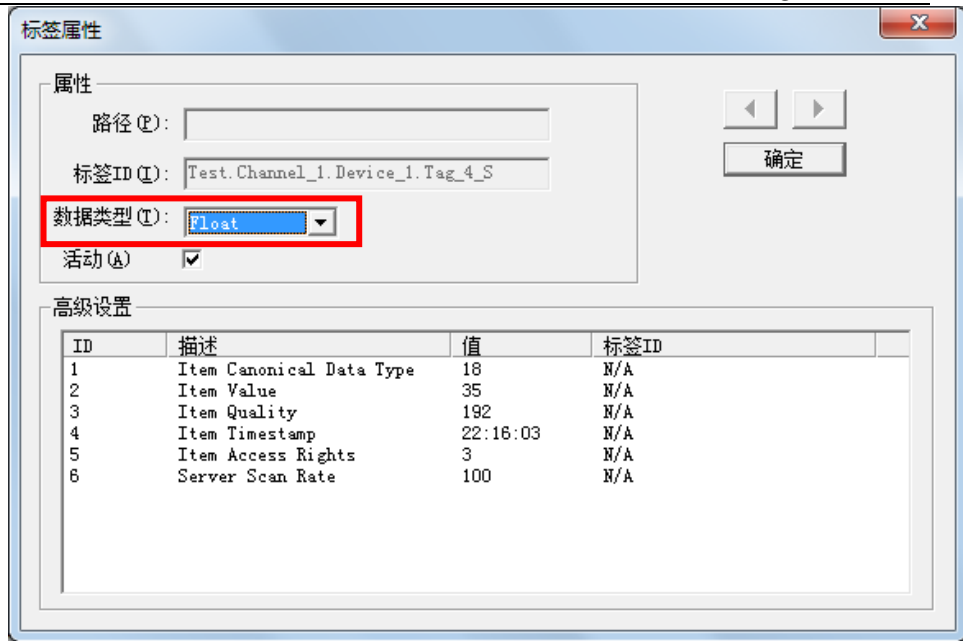 标签属性
属性
路径(P):
标签ID(I): Test.Channel_1.Device_1.Tag_4_S
确定
数据类型(T): Float
活动(A)
高级设置
ID 描述 值 标签ID
1 Item Canonical Data Type 18 N/A
2 Item Value 35 N/A
3 Item Quality 192 N/A
4 Item Timestamp 22:16:03 N/A
5 Item Access Rights 3 N/A
6 Server Scan Rate 100 N/A